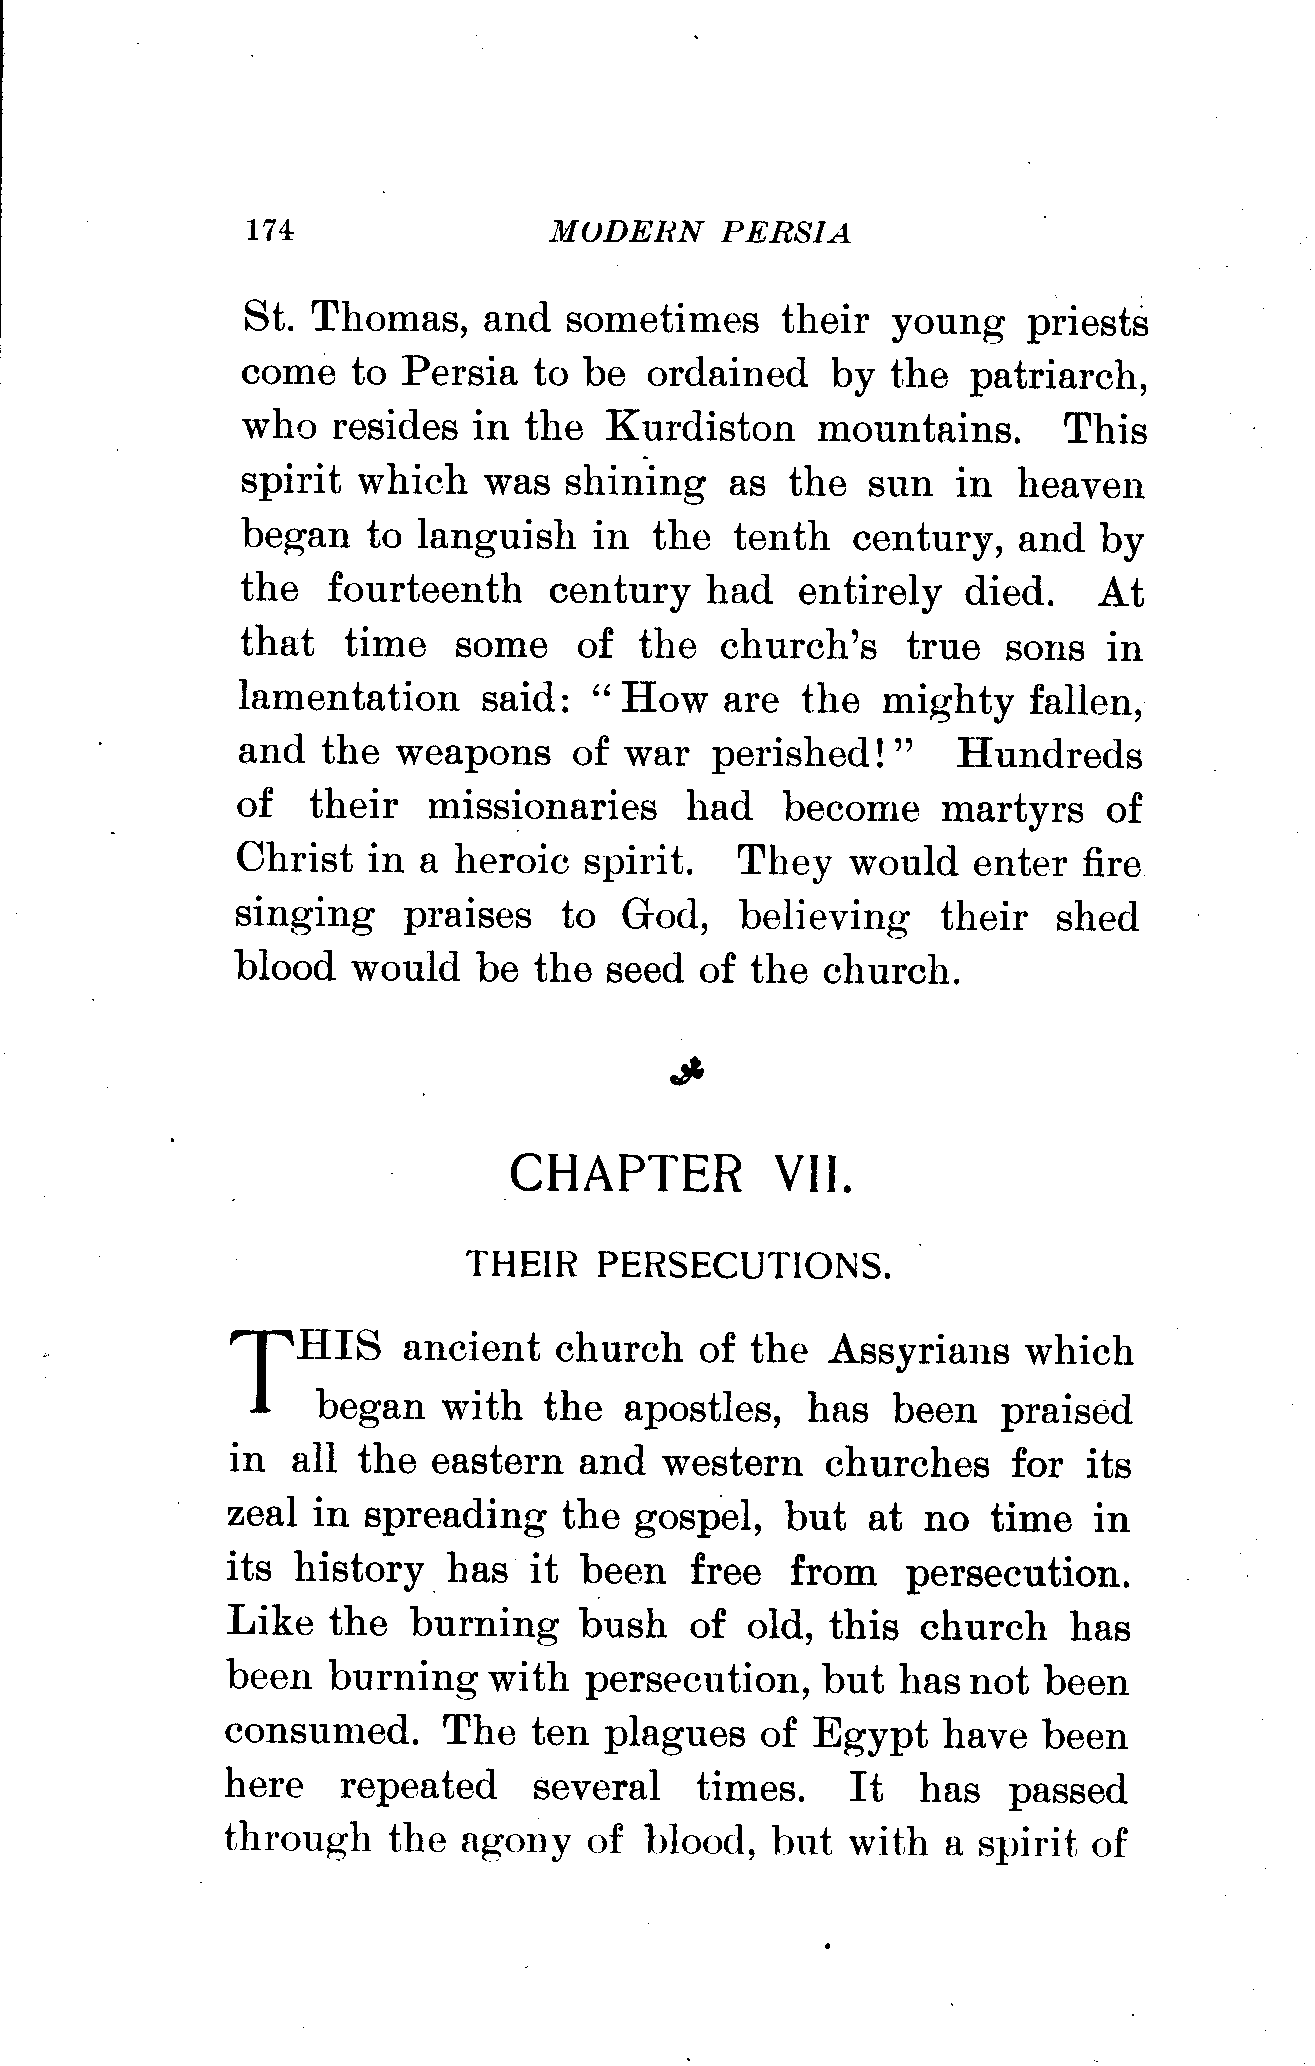 174 MODERN PERSIA
St. Thomas, and sometimes their young priests
come to Persia to be ordained by the patriarch,
who resides in the Kurdiston mountains. This
spirit which was shining as the sun in heaven
began to languish in the tenth century, and by
the fourteenth century had entirely died. At
that time some of the church's true sons in
lamentation said: “ How are the mighty fallen,
and the weapons of war perished! ” Hundreds
of their missionaries had become martyrs of
Christ in a heroic spirit. They would enter fire
singing praises to God, believing their shed
blood would be the seed of the church.
CHAPTER VII.
THEIR PERSECUTIONS.
THIS ancient church of the Assyrians which
began with the apostles, has been praised
in all the eastern and western churches for its
zeal in spreading the gospel, but at no time in
its history has it been free from persecution.
Like the burning bush of old, this church has
been burning with persecution, but has not been
consumed. The ten plagues of Egypt have been
here repeated several times. It has passed
through the agony of blood, but with a spirit of